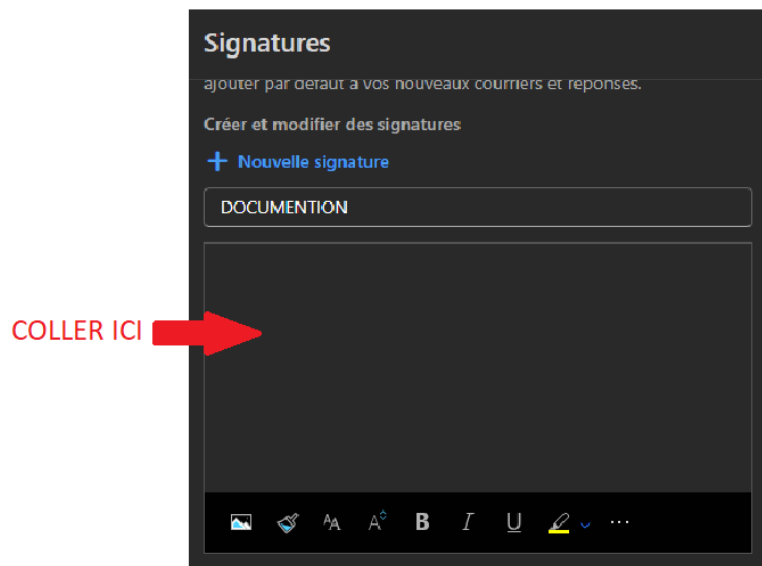 Signatures
ajouter par défaut à vos nouveaux courriers et réponses.
Créer et modifier des signatures
+ Nouvelle signature
DOCUMENTION
COLLER ICI
B I U ...